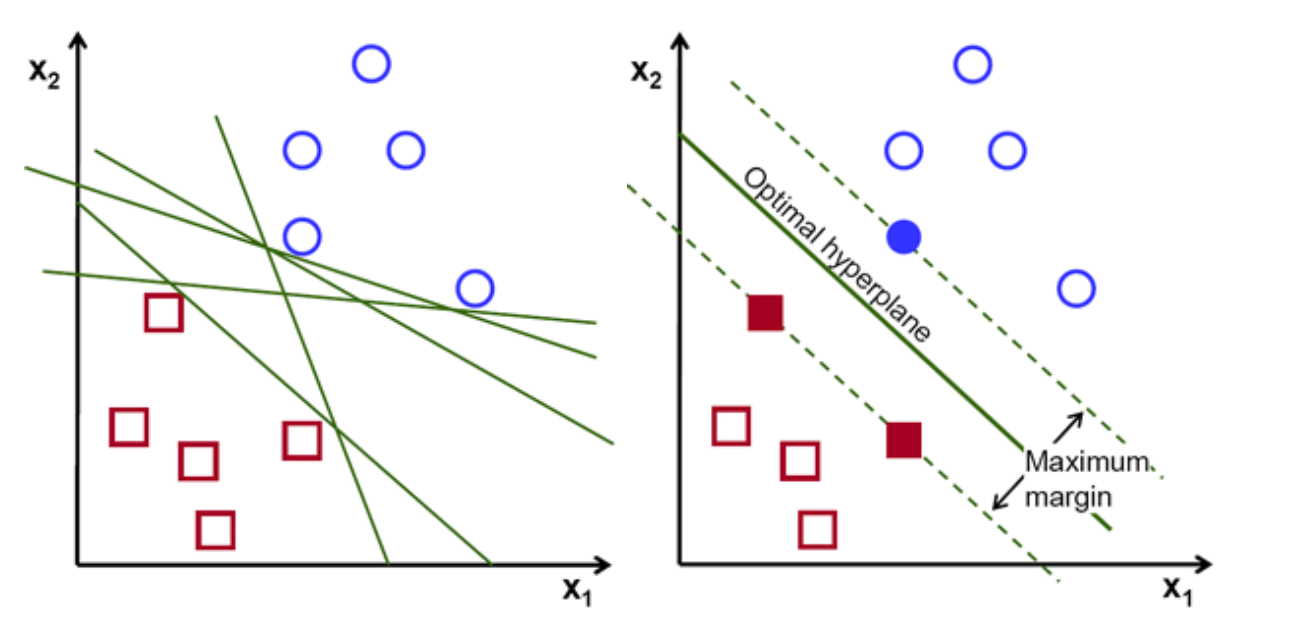 x₂
x₁
x₂
Optimal hyperplane
Maximum
margin
x₁